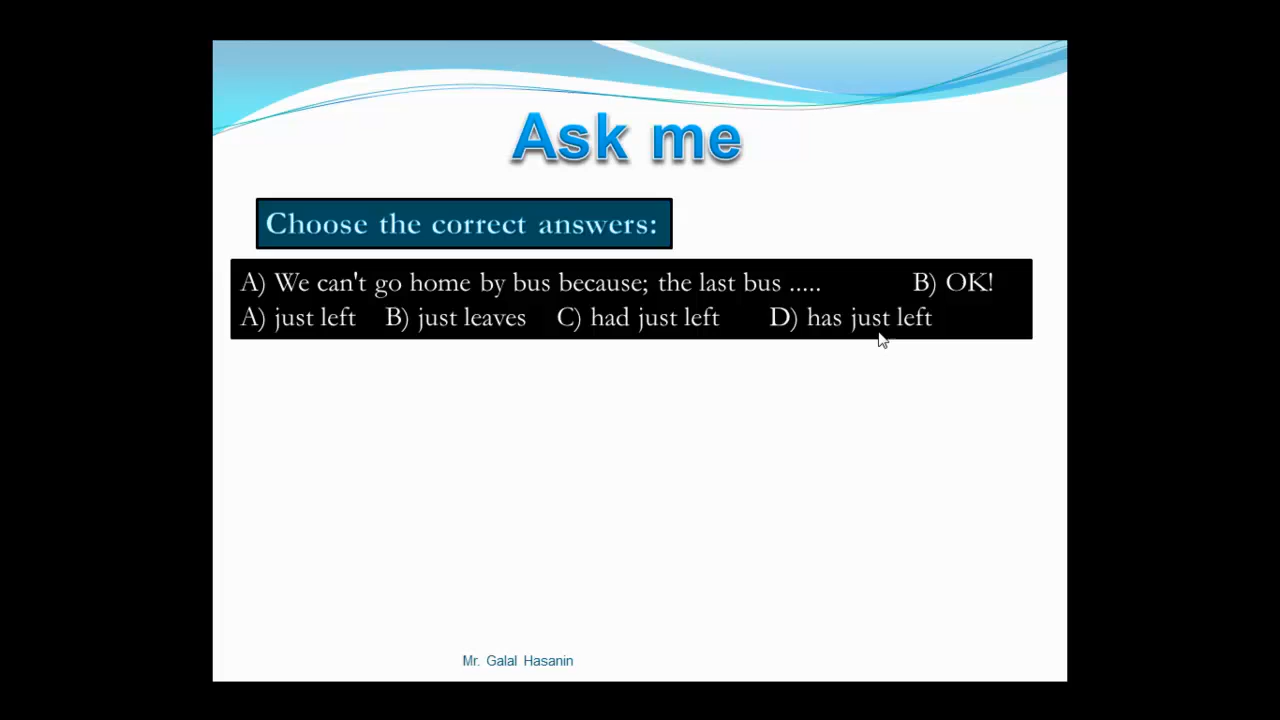 Ask me
Choose the correct answers:
A) We can't go home by bus because; the last bus ..... B) OK!
A) just left B) just leaves C) had just left D) has just left
Mr. Galal Hasanin